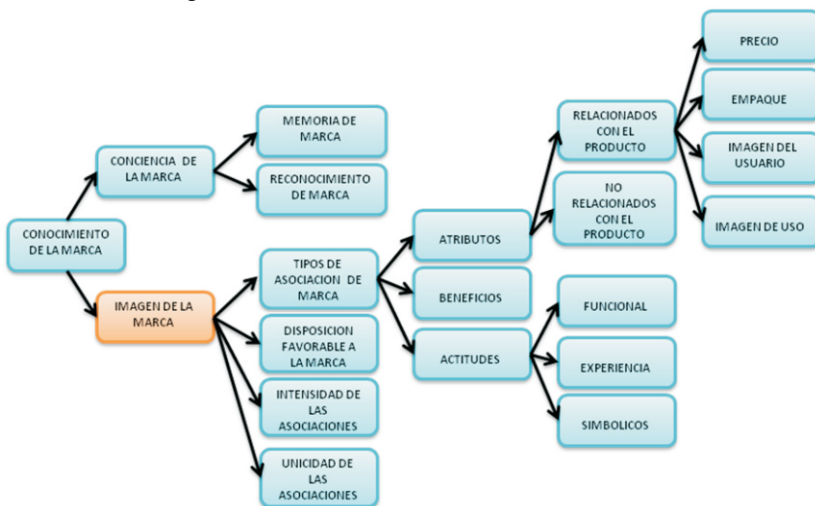 CONOCIMIENTO
DE LA MARCA
CONCIENCIA DE
LA MARCA
IMAGEN DE LA
MARCA
MEMORIA DE
MARCA
RECONOCIMIENTO
DE MARCA
TIPOS DE
ASOCIACION DE
MARCA
DISPOSICION
FAVORABLE A
LA MARCA
INTENSIDAD DE
LAS
ASOCIACIONES
UNICIDAD DE
LAS
ASOCIACIONES
ATRIBUTOS
BENEFICIOS
ACTITUDES
RELACIONADOS
CON EL
PRODUCTO
NO
RELACIONADOS
CON EL
PRODUCTO
FUNCIONAL
EXPERIENCIA
SIMBOLICOS
PRECIO
EMPAQUE
IMAGEN DEL
USUARIO
IMAGEN DE USO